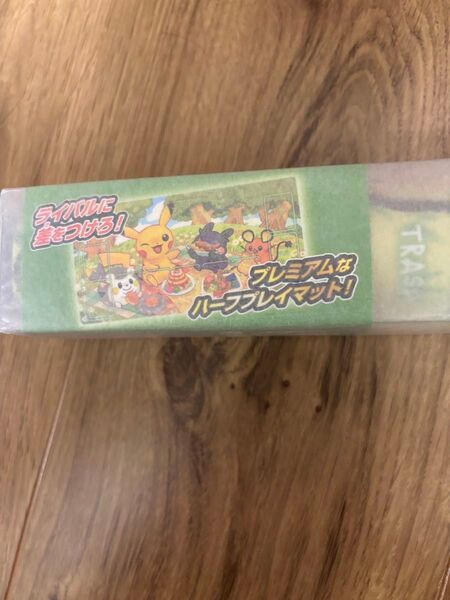 ライバルに
差をつけろ!
プレミアムな
ハーフプレイマット!
TRAS